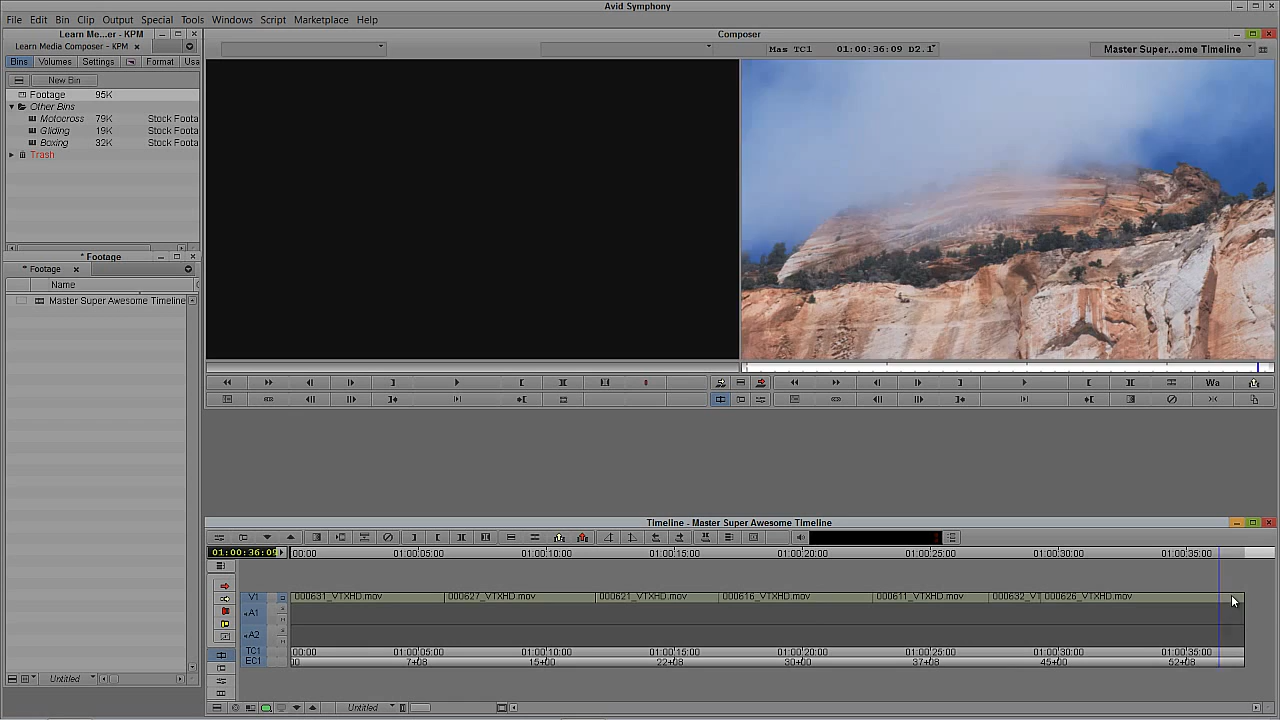 Avid Symphony
File Edit Bin Clip Output Special Tools Windows Script Marketplace Help
Learn Me...er - KPM
Composer
Learn Media Composer - KPM
Mas TC1 01:00:36:09 D2.1
Master Super...ome TImeline
Bins Volumes Settings Format Usa
New Bin
Footage 95K
Other Bins
Motocross 79K Stock Foota
Gliding 19K Stock Foota
Boxing 32K Stock Foota
Trash
* Footage
* Footage
Name
Master Super Awesome TImeline
Wa
TImeline - Master Super Awesome TImeline
01:00:36:09 00:00 01:00:05:00 01:00:10:00 01:00:15:00 01:00:20:00 01:00:25:00 01:00:30:00 01:00:35:00
V1 000631_VTXHD.mov 000627_VTXHD.mov 000621_VTXHD.mov 000616_VTXHD.mov 000611_VTXHD.mov 000632_VT 000626_VTXHD.mov
A1
A2
TC1 00:00 01:00:05:00 01:00:10:00 01:00:15:00 01:00:20:00 01:00:25:00 01:00:30:00 01:00:35:00
EC1 00 7+08 15+00 22+08 30+00 37+08 45+00 52+08
Untitled
Untitled